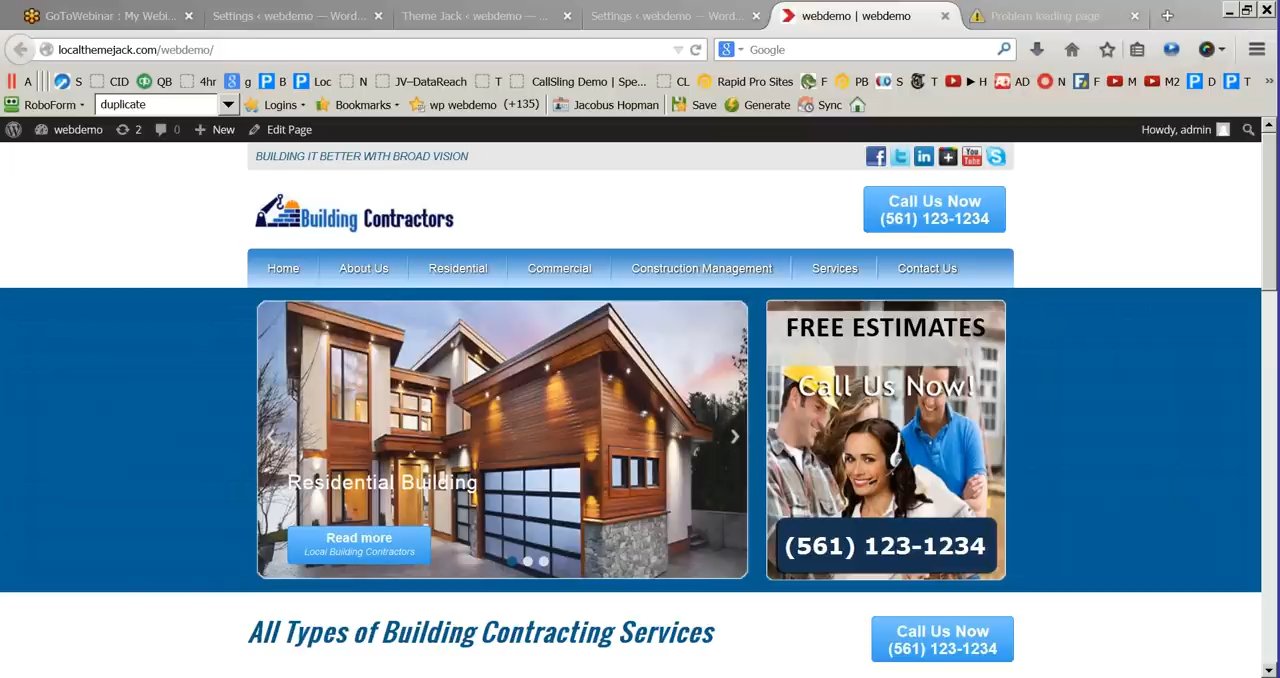 GoToWebinar : My Webi...
Settings ‹ webdemo — Word...
Theme Jack ‹ webdemo — ...
Settings ‹ webdemo — Word...
webdemo | webdemo
Problem loading page
localthemejack.com/webdemo/
Google
A S CID QB 4hr g B Loc N JV–DataReach T CallSling Demo | Spe... CL Rapid Pro Sites F PB S T H AD N F M M2 D T »
RoboForm duplicate Logins Bookmarks wp webdemo (+135) Jacobus Hopman Save Generate Sync
webdemo 2 0 New Edit Page Howdy, admin
BUILDING IT BETTER WITH BROAD VISION
You
Tube
Building Contractors
Call Us Now
(561) 123-1234
Home About Us Residential Commercial Construction Management Services Contact Us
Residential Building
Read more
Local Building Contractors
FREE ESTIMATES
Call Us Now!
(561) 123-1234
All Types of Building Contracting Services
Call Us Now
(561) 123-1234